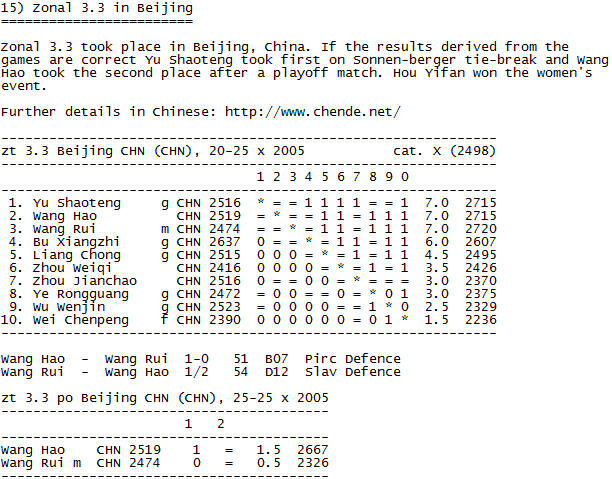 15) Zonal 3.3 in Beijing
========================
Zonal 3.3 took place in Beijing, China. If the results derived from the
games are correct Yu Shaoteng took first on Sonnen-berger tie-break and Wang
Hao took the second place after a playoff match. Hou Yifan won the women's
event.
Further details in Chinese: http://www.chende.net/
--------------------------------------------------------------
zt 3.3 Beijing CHN (CHN), 20-25 x 2005           cat. X (2498)
--------------------------------------------------------------
                                1 2 3 4 5 6 7 8 9 0
--------------------------------------------------------------
 1. Yu Shaoteng     g CHN 2516  * = = 1 1 1 1 = = 1  7.0  2715
 2. Wang Hao          CHN 2519  = * = = 1 1 = 1 1 1  7.0  2715
 3. Wang Rui        m CHN 2474  = = * = 1 1 = 1 1 1  7.0  2720
 4. Bu Xiangzhi     g CHN 2637  0 = = * = 1 1 = 1 1  6.0  2607
 5. Liang Chong     g CHN 2515  0 0 0 = * = 1 = 1 1  4.5  2495
 6. Zhou Weiqi        CHN 2416  0 0 0 0 = * = 1 = 1  3.5  2426
 7. Zhou Jianchao     CHN 2516  0 = = 0 0 = * = = =  3.0  2370
 8. Ye Rongguang    g CHN 2472  = 0 0 = = 0 = * 0 1  3.0  2375
 9. Wu Wenjin       g CHN 2523  = 0 0 0 0 = = 1 * 0  2.5  2329
10. Wei Chenpeng    f CHN 2390  0 0 0 0 0 0 = 0 1 *  1.5  2236
--------------------------------------------------------------
Wang Hao  -  Wang Rui  1-0   51  B07  Pirc Defence
Wang Rui  -  Wang Hao  1/2   54  D12  Slav Defence
zt 3.3 po Beijing CHN (CHN), 25-25 x 2005
-----------------------------------------
                       1   2
-----------------------------------------
Wang Hao    CHN 2519    1   =   1.5  2667
Wang Rui m  CHN 2474    0   =   0.5  2326
-----------------------------------------